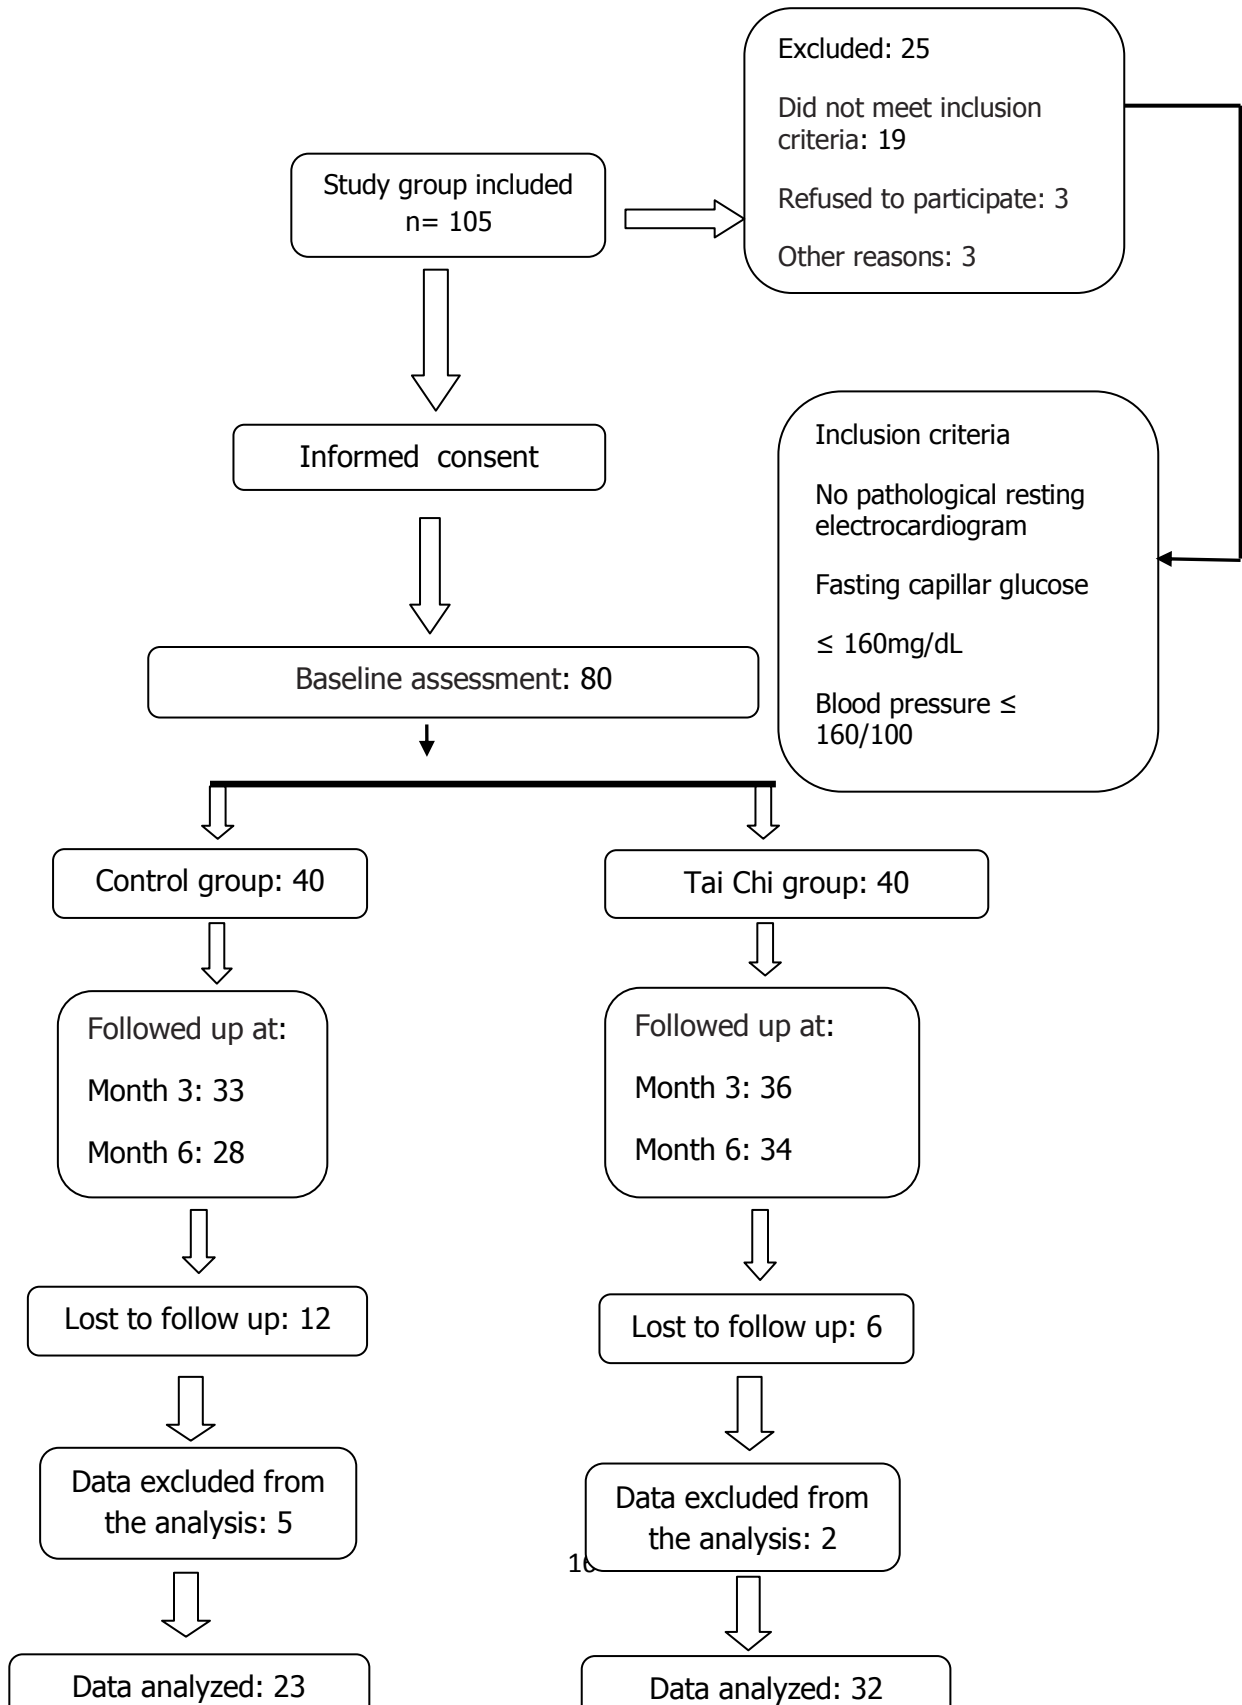 Excluded: 25
Did not meet inclusion
criteria: 19
Refused to participate: 3
Other reasons: 3
Study group included
n= 105
Informed  consent
Inclusion criteria
No pathological resting
electrocardiogram
Fasting capillar glucose
≤ 160mg/dL
Blood pressure ≤
160/100
Baseline assessment: 80
Control group: 40
Tai Chi group: 40
Followed up at:
Month 3: 33
Month 6: 28
Followed up at:
Month 3: 36
Month 6: 34
Lost to follow up: 12
Lost to follow up: 6
Data excluded from
the analysis: 5
Data excluded from
the analysis: 2
16
Data analyzed: 23
Data analyzed: 32